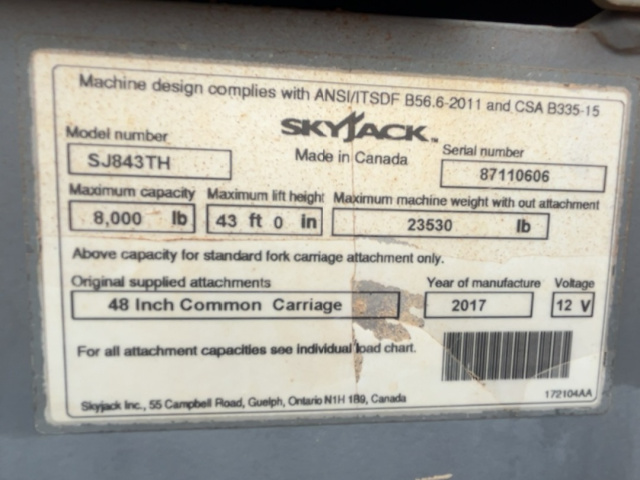 Machine design complies with ANSI/ITSDF B56.6-2011 and CSA B335-15
SKYJACK™
Made in Canada
Model number
SJ843TH
Serial number
87110606
Maximum capacity
8,000 lb
Maximum lift height
43 ft 0 in
Maximum machine weight with out attachment
23530 lb
Above capacity for standard fork carriage attachment only.
Original supplied attachments
48 Inch Common Carriage
Year of manufacture
2017
Voltage
12 V
For all attachment capacities see individual load chart.
Skyjack Inc., 55 Campbell Road, Guelph, Ontario N1H 1B9, Canada
172104AA